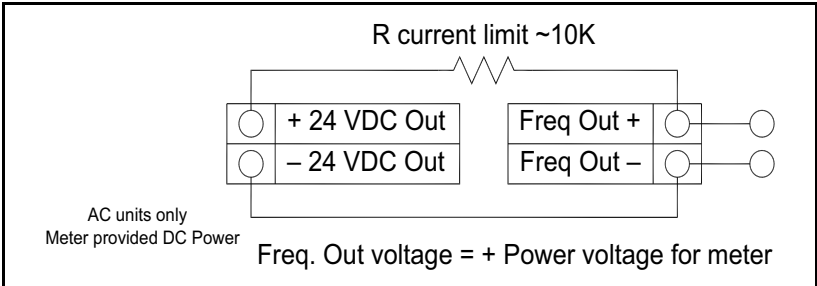 R current limit ~10K
+ 24 VDC Out
Freq Out +
– 24 VDC Out
Freq Out –
AC units only
Meter provided DC Power
Freq. Out voltage = + Power voltage for meter